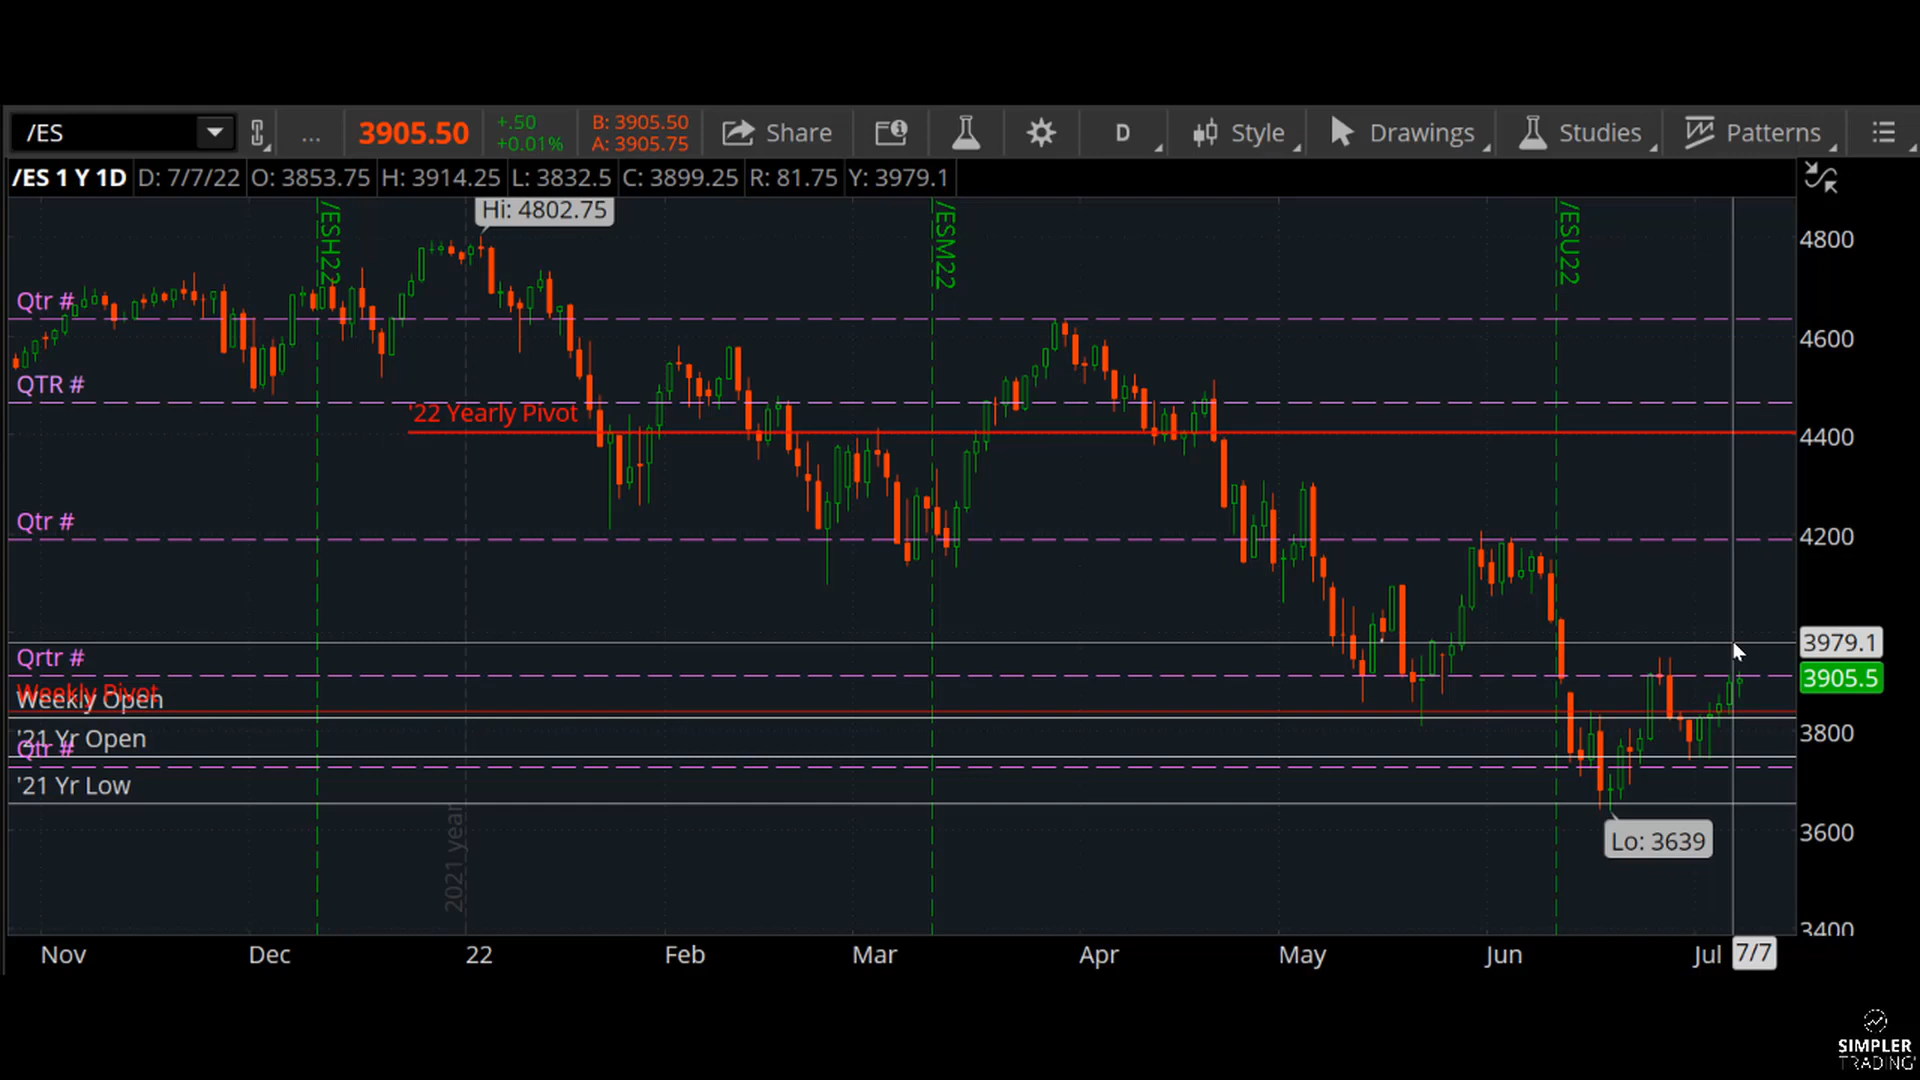 /ES
...
3905.50
+.50
+0.01%
B: 3905.50
A: 3905.75
Share
D
Style
Drawings
Studies
Patterns
/ES 1 Y 1D
D: 7/7/22
O: 3853.75
H: 3914.25
L: 3832.5
C: 3899.25
R: 81.75
Y: 3979.1
Hi: 4802.75
/ESH22
/ESM22
/ESU22
4800
Qtr #
4600
QTR #
'22 Yearly Pivot
4400
Qtr #
4200
3979.1
Qrtr #
3905.5
Weekly Pivot
Weekly Open
'21 Yr Open
3800
Qtr #
'21 Yr Low
2021 year
Lo: 3639
3600
3400
Nov
Dec
22
Feb
Mar
Apr
May
Jun
Jul
7/7
SIMPLER
TRADING